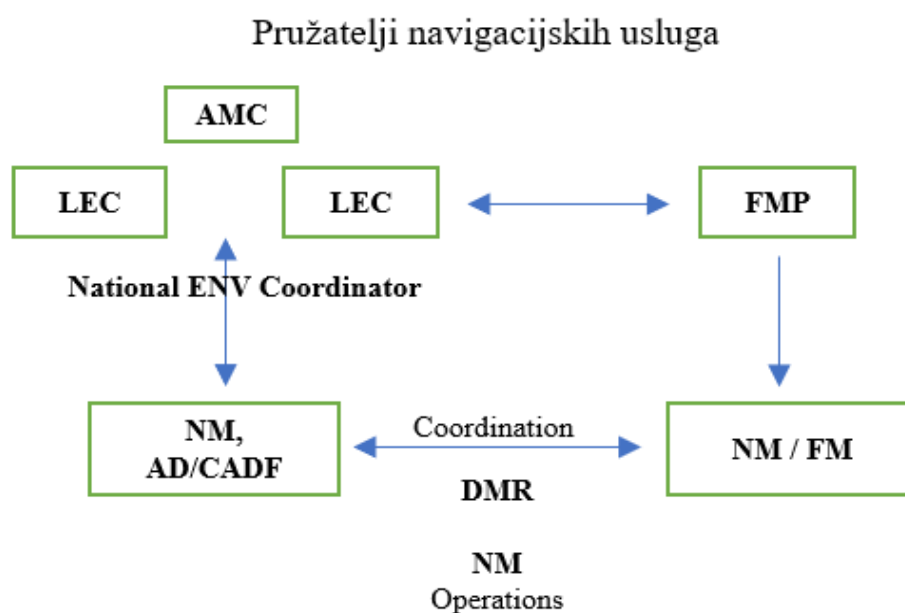 Pružatelji navigacijskih usluga
AMC
LEC
LEC
FMP
National ENV Coordinator
NM,
AD/CADF
Coordination
NM / FM
DMR
NM
Operations